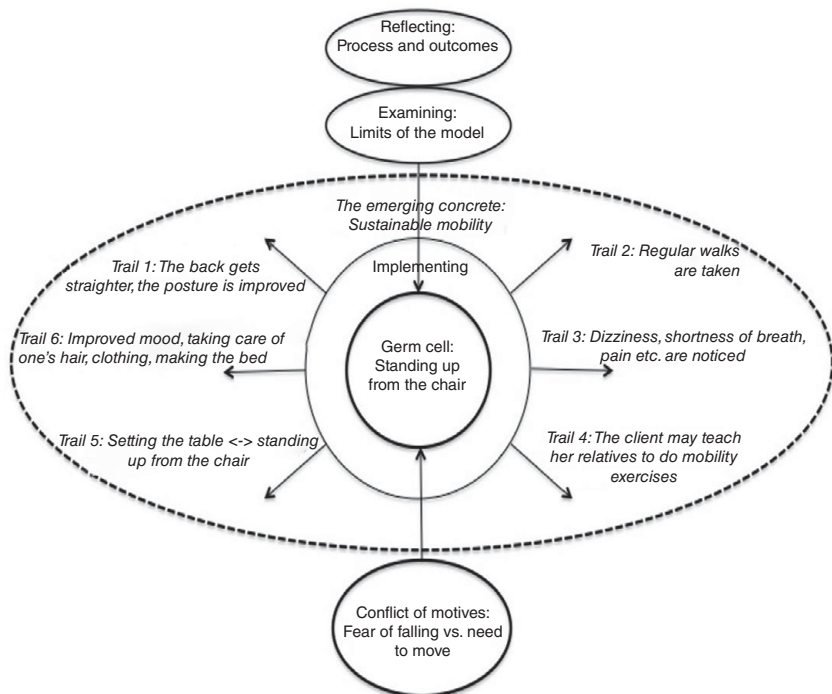 Reflecting:
Process and outcomes
Examining:
Limits of the model
The emerging concrete:
Sustainable mobility
Implementing
Trail 1: The back gets
straighter, the posture is improved
Trail 2: Regular walks
are taken
Trail 6: Improved mood, taking care of
one's hair, clothing, making the bed
Germ cell:
Standing up
from the chair
Trail 3: Dizziness, shortness of breath,
pain etc. are noticed
Trail 5: Setting the table <-> standing
up from the chair
Trail 4: The client may teach
her relatives to do mobility
exercises
Conflict of motives:
Fear of falling vs. need
to move